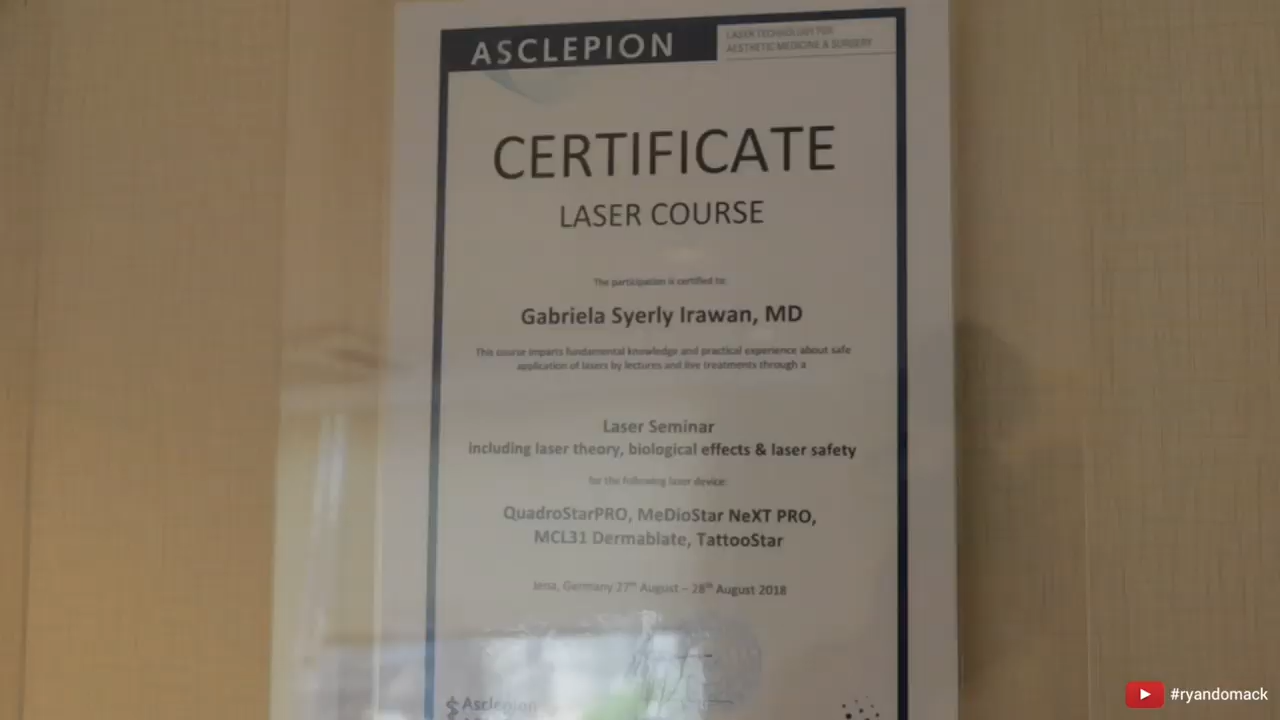 ASCLEPION
LASER TECHNOLOGY FOR
AESTHETIC MEDICINE & SURGERY
CERTIFICATE
LASER COURSE
The participation is certified to:
Gabriela Syerly Irawan, MD
This course imparts fundamental knowledge and practical experience about safe
application of lasers by lectures and live treatments through a
Laser Seminar
including laser theory, biological effects & laser safety
for the following laser device:
QuadroStarPRO, MeDioStar NeXT PRO,
MCL31 Dermablate, TattooStar
Jena, Germany 27th August – 28th August 2018
Asclepion
#ryandomack